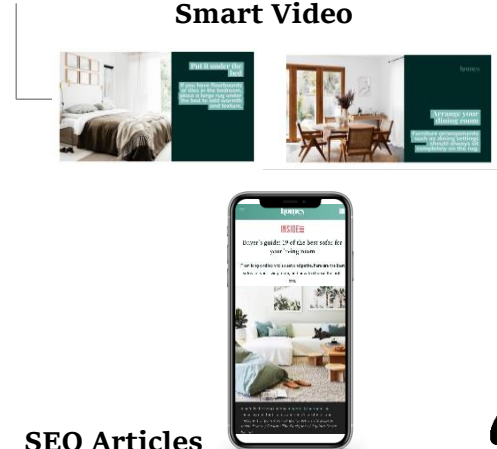 Smart Video
Put it under the
bed
If you have floorboards
or tiles in the bedroom,
place a large rug under
the bed to add warmth
and texture.
homes
Arrange your
dining room
Furniture arrangements
such as dining settings
should always sit
completely on the rug.
homes
INSIDE
Buyer's guide: 19 of the best sofas for
your living room
SEO Articles